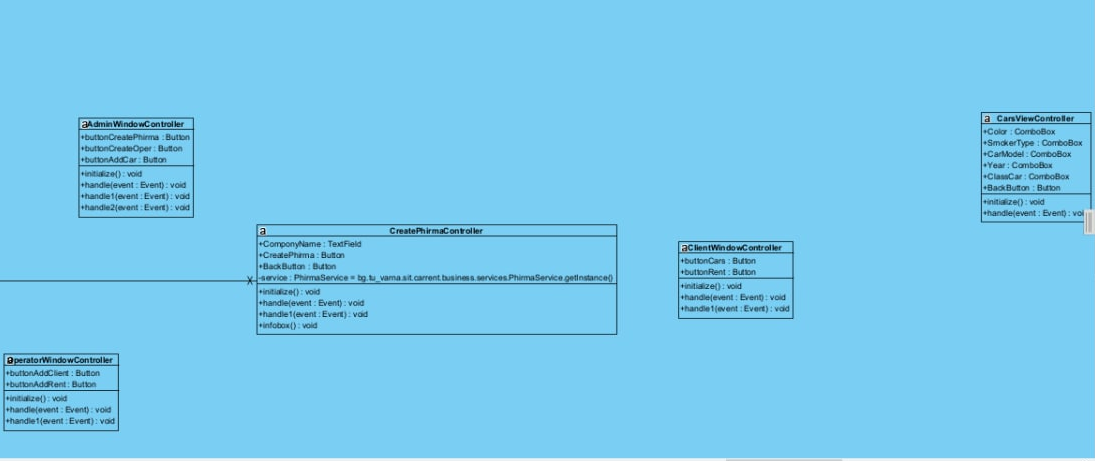 AdminWindowController
+buttonCreatePhirma : Button
+buttonCreateOper : Button
+buttonAddCar : Button
+initialize() : void
+handle(event : Event) : void
+handle1(event : Event) : void
+handle2(event : Event) : void
CarsViewController
+Color : ComboBox
+SmokerType : ComboBox
+CarModel : ComboBox
+Year : ComboBox
+ClassCar : ComboBox
+BackButton : Button
+initialize() : void
+handle(event : Event) : voi
CreatePhirmaController
+ComponyName : TextField
+CreatePhirma : Button
+BackButton : Button
-service : PhirmaService = bg.tu_varna.sit.carrent.business.services.PhirmaService.getInstance()
+initialize() : void
+handle(event : Event) : void
+handle1(event : Event) : void
+infobox() : void
ClientWindowController
+buttonCars : Button
+buttonRent : Button
+initialize() : void
+handle(event : Event) : void
+handle1(event : Event) : void
OperatorWindowController
+buttonAddClient : Button
+buttonAddRent : Button
+initialize() : void
+handle(event : Event) : void
+handle1(event : Event) : void